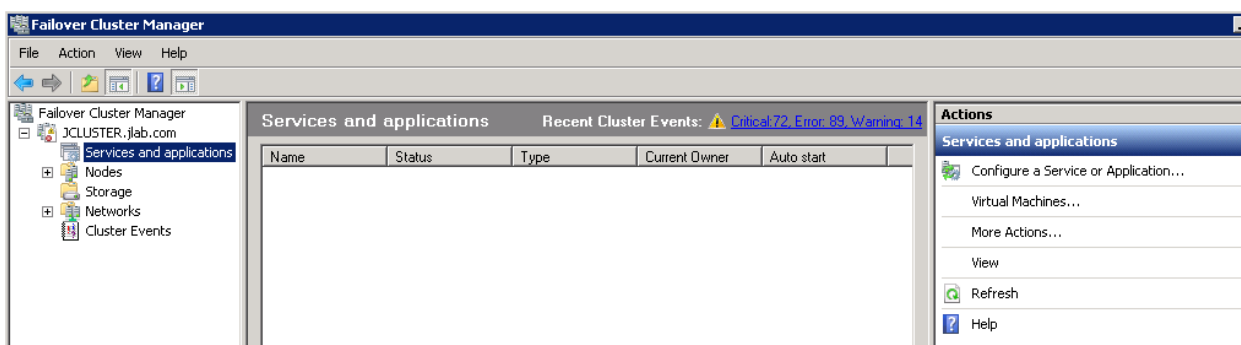 Failover Cluster Manager
File Action View Help
Failover Cluster Manager
JCLUSTER.jlab.com
Services and applications
Nodes
Storage
Networks
Cluster Events
Services and applications Recent Cluster Events: Critical:72, Error: 89, Warning: 14
Name Status Type Current Owner Auto start
Actions
Services and applications
Configure a Service or Application...
Virtual Machines...
More Actions...
View
Refresh
Help